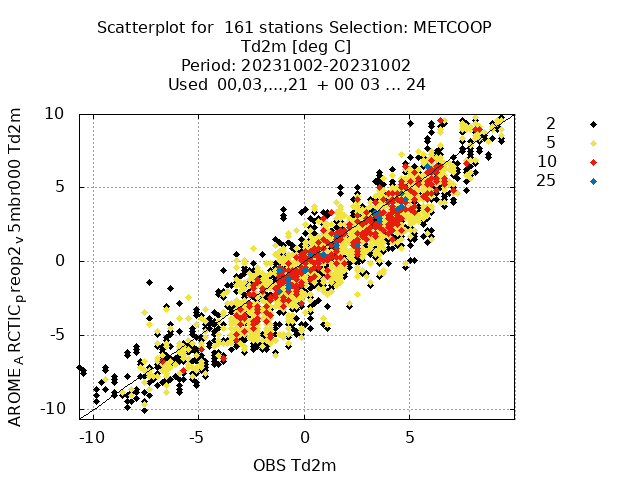 Scatterplot for  161 stations Selection: METCOOP
Td2m [deg C]
Period: 20231002-20231002
Used  00,03,...,21  + 00 03 ... 24
AROME_ARCTIC_preop2_v5mbr000 Td2m
10
5
0
-5
-10
-10
-5
0
5
OBS Td2m
2
5
10
25